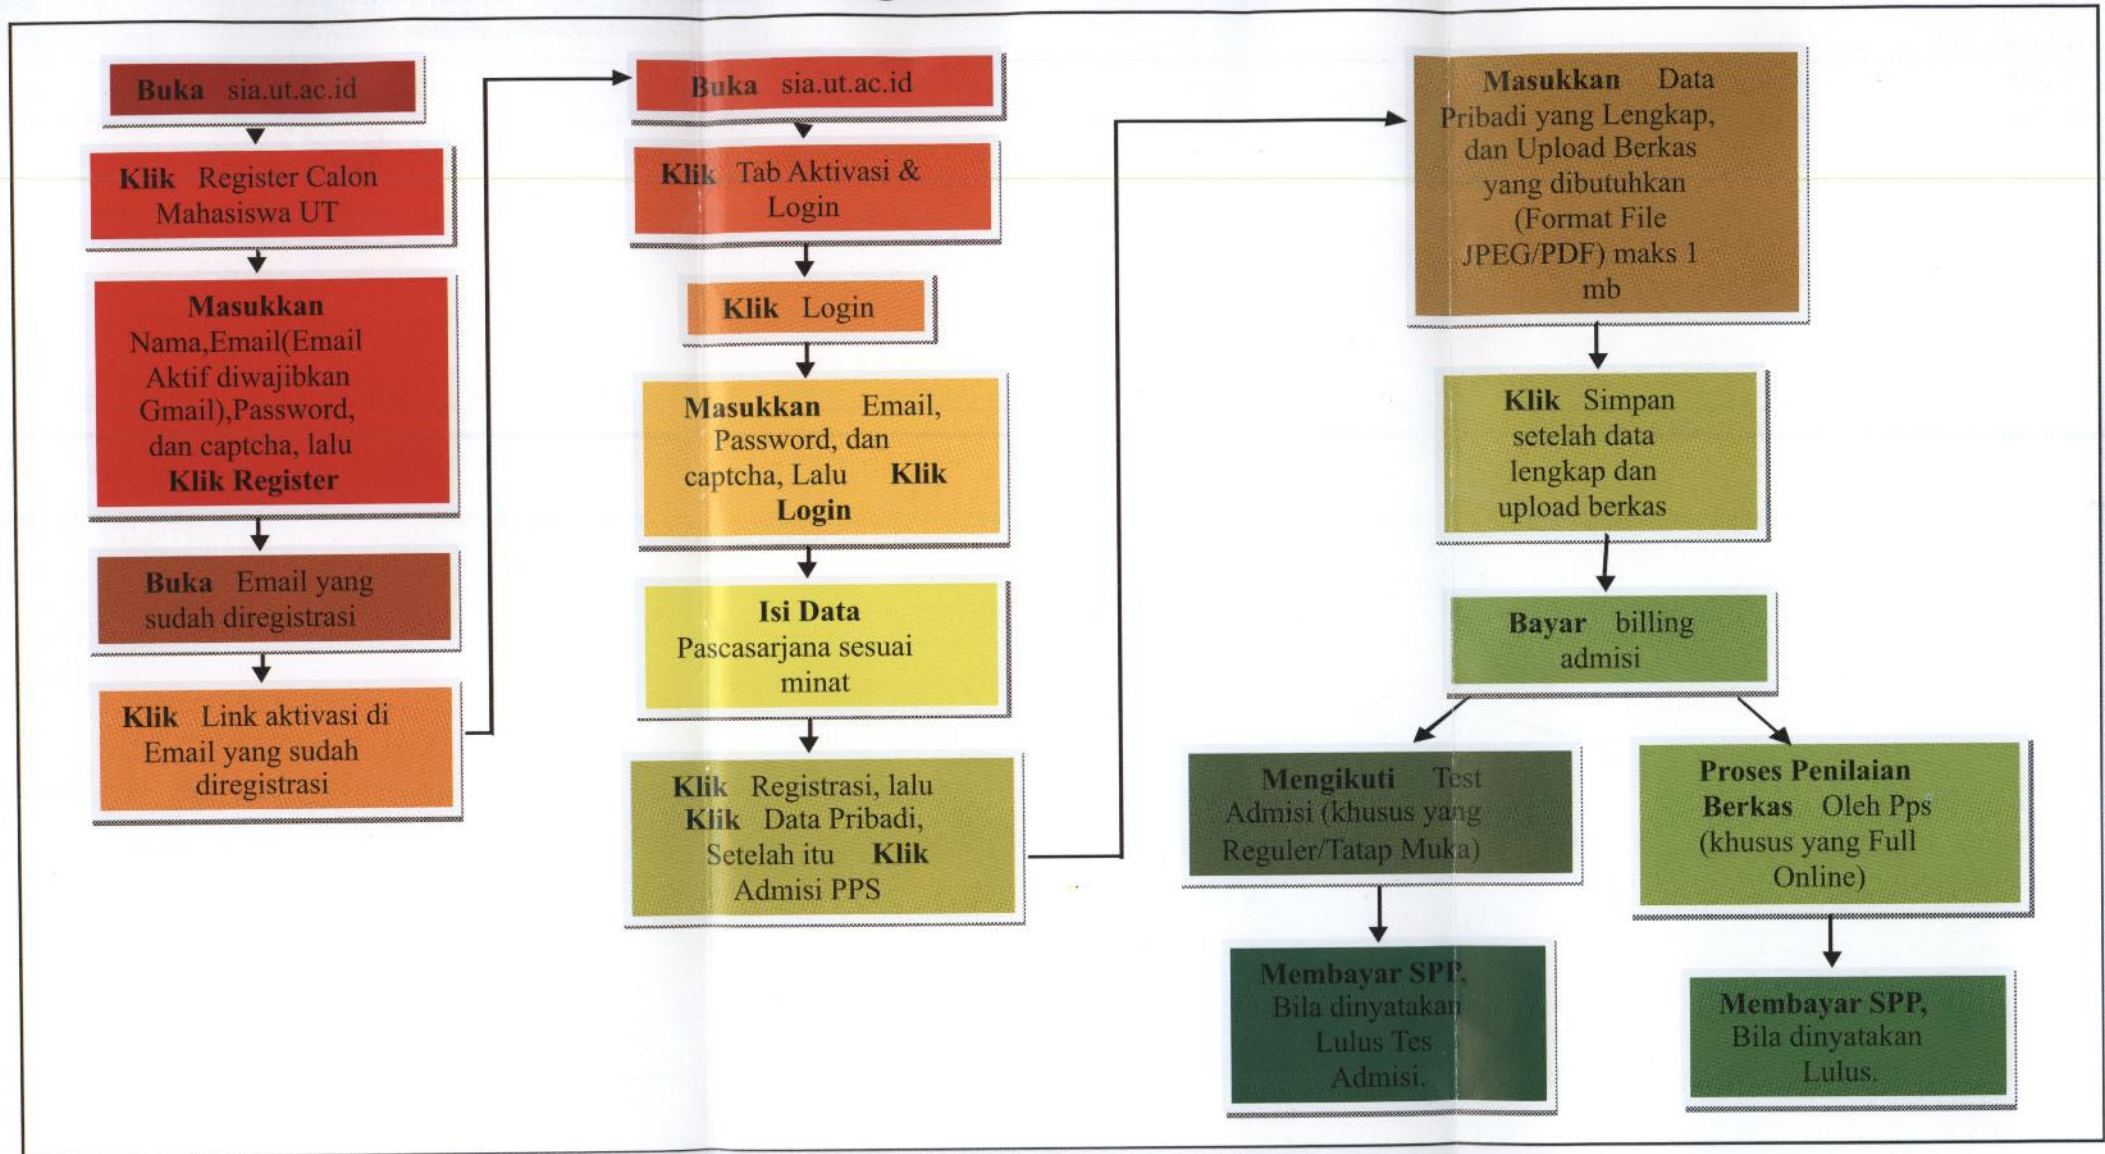 Buka sia.ut.ac.id
Klik Register Calon
Mahasiswa UT
Masukkan
Nama,Email(Email
Aktif diwajibkan
Gmail),Password,
dan captcha, lalu
Klik Register
Buka Email yang
sudah diregistrasi
Klik Link aktivasi di
Email yang sudah
diregistrasi
Buka sia.ut.ac.id
Klik Tab Aktivasi &
Login
Klik Login
Masukkan Email,
Password, dan
captcha, Lalu Klik
Login
Isi Data
Pascasarjana sesuai
minat
Klik Registrasi, lalu
Klik Data Pribadi,
Setelah itu Klik
Admisi PPS
Masukkan Data
Pribadi yang Lengkap,
dan Upload Berkas
yang dibutuhkan
(Format File
JPEG/PDF) maks 1
mb
Klik Simpan
setelah data
lengkap dan
upload berkas
Bayar billing
admisi
Mengikuti Test
Admisi (khusus yang
Reguler/Tatap Muka)
Membayar SPP,
Bila dinyatakan
Lulus Tes
Admisi.
Proses Penilaian
Berkas Oleh Pps
(khusus yang Full
Online)
Membayar SPP,
Bila dinyatakan
Lulus.